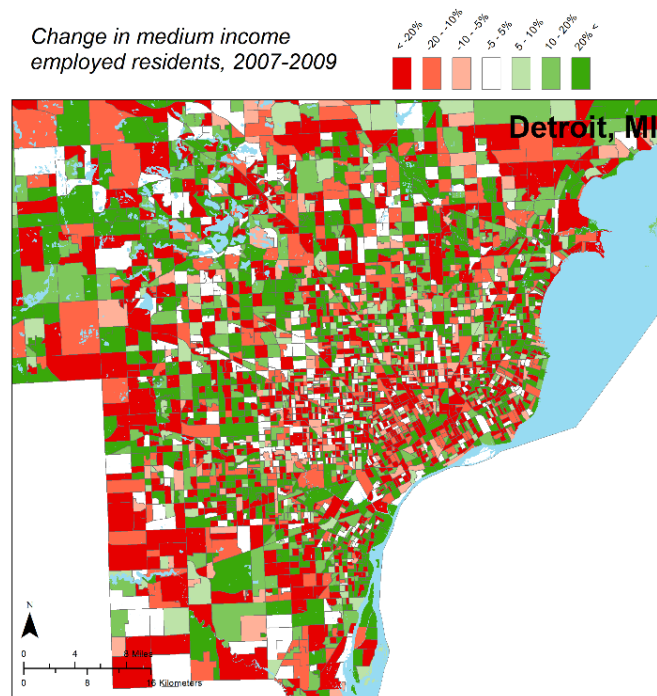 Change in medium income
employed residents, 2007-2009
< -20%
-20 - -10%
-10 - -5%
-5 - 5%
5 - 10%
10 - 20%
20% <
Detroit, MI
N
0 4 8 Miles
0 8 16 Kilometers